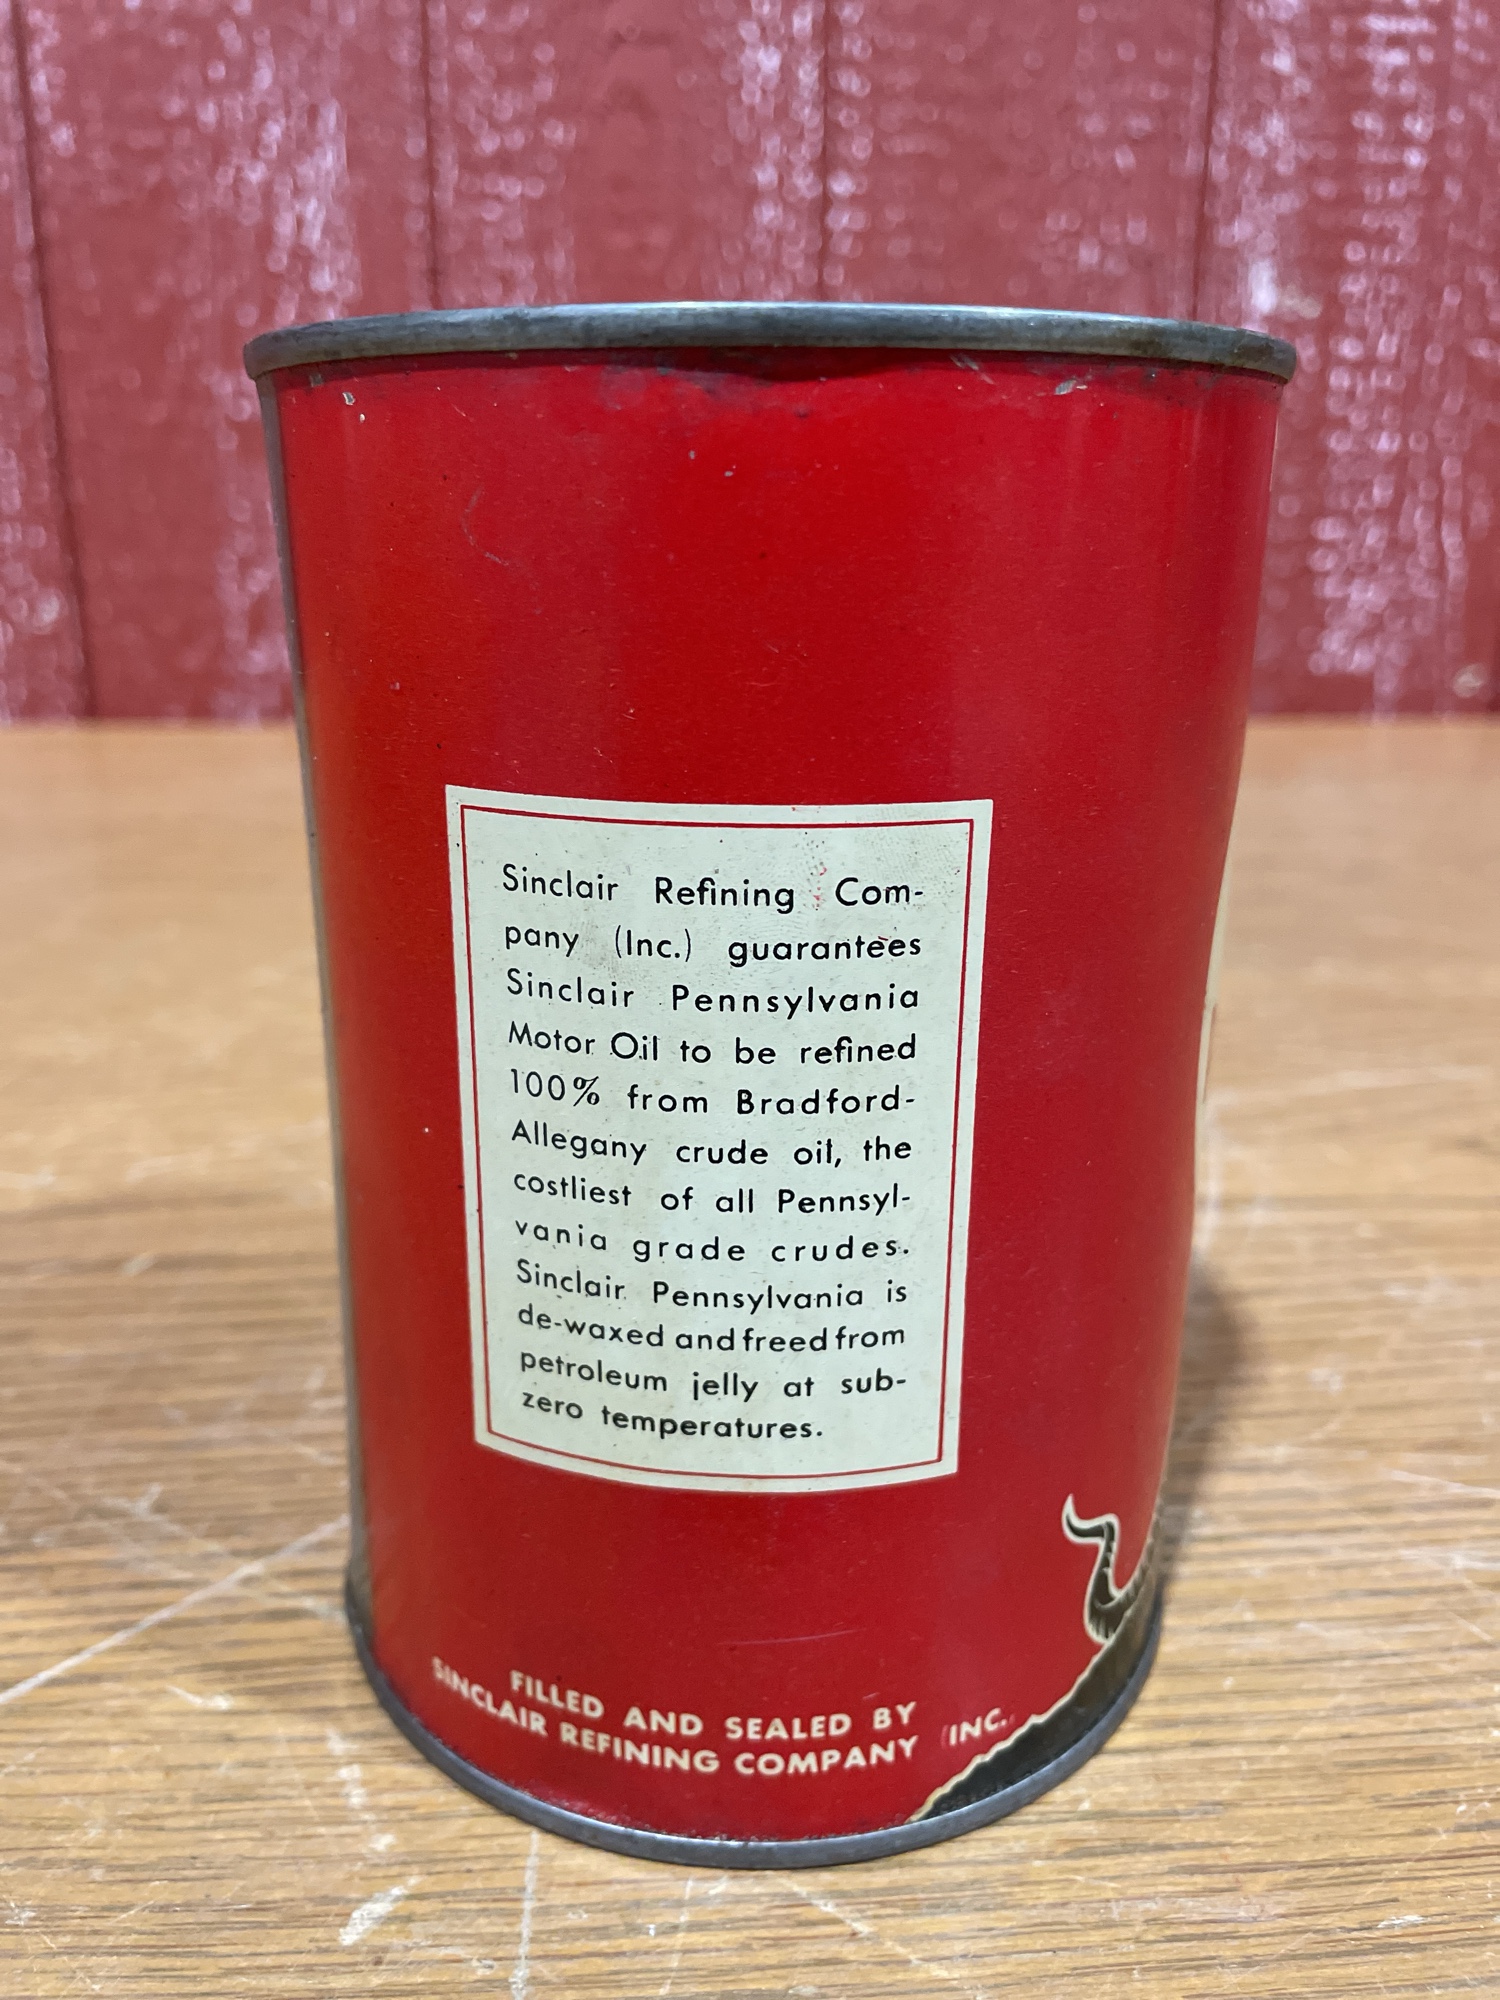 Sinclair Refining Com-
pany (Inc.) guarantees
Sinclair Pennsylvania
Motor Oil to be refined
100% from Bradford-
Allegany crude oil, the
costliest of all Pennsyl-
vania grade crudes.
Sinclair Pennsylvania is
de-waxed and freed from
petroleum jelly at sub-
zero temperatures.
FILLED AND SEALED BY
SINCLAIR REFINING COMPANY (INC.)